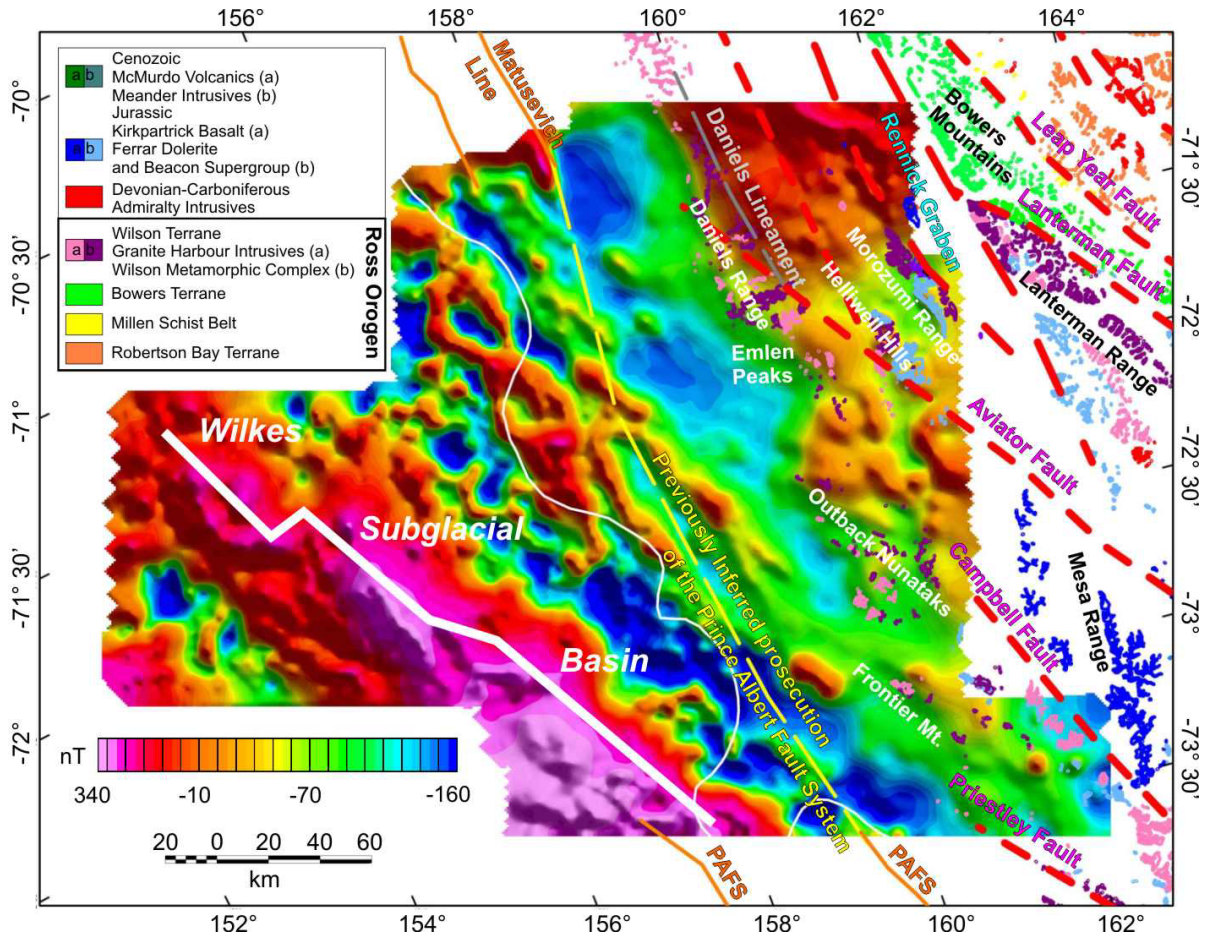 156°
158°
160°
162°
164°
Cenozoic
a b McMurdo Volcanics (a)
Meander Intrusives (b)
Jurassic
Kirkpatrick Basalt (a)
a b Ferrar Dolerite
and Beacon Supergroup (b)
Devonian-Carboniferous
Admiralty Intrusives
Ross Orogen
Wilson Terrane
a b Granite Harbour Intrusives (a)
Wilson Metamorphic Complex (b)
Bowers Terrane
Millen Schist Belt
Robertson Bay Terrane
-70°
-70° 30'
-71°
-71° 30'
-72°
Matusevich
Line
Daniels Lineament
Daniels Range
Rennick Graben
Bowers
Mountains
Leap Year Fault
Lanterman Fault
Lanterman Range
Morozumi Range
Helliwell Hills
Emlen
Peaks
Aviator Fault
Outback Nunataks
Campbell Fault
Mesa Range
Frontier Mt.
Priestley Fault
Previously Inferred prosecution
of the Prince Albert Fault System
PAFS
PAFS
Wilkes
Subglacial
Basin
-71° 30'
-72°
-72° 30'
-73°
-73° 30'
nT
340
-10
-70
-160
20
0
20
40
60
km
152°
154°
156°
158°
160°
162°